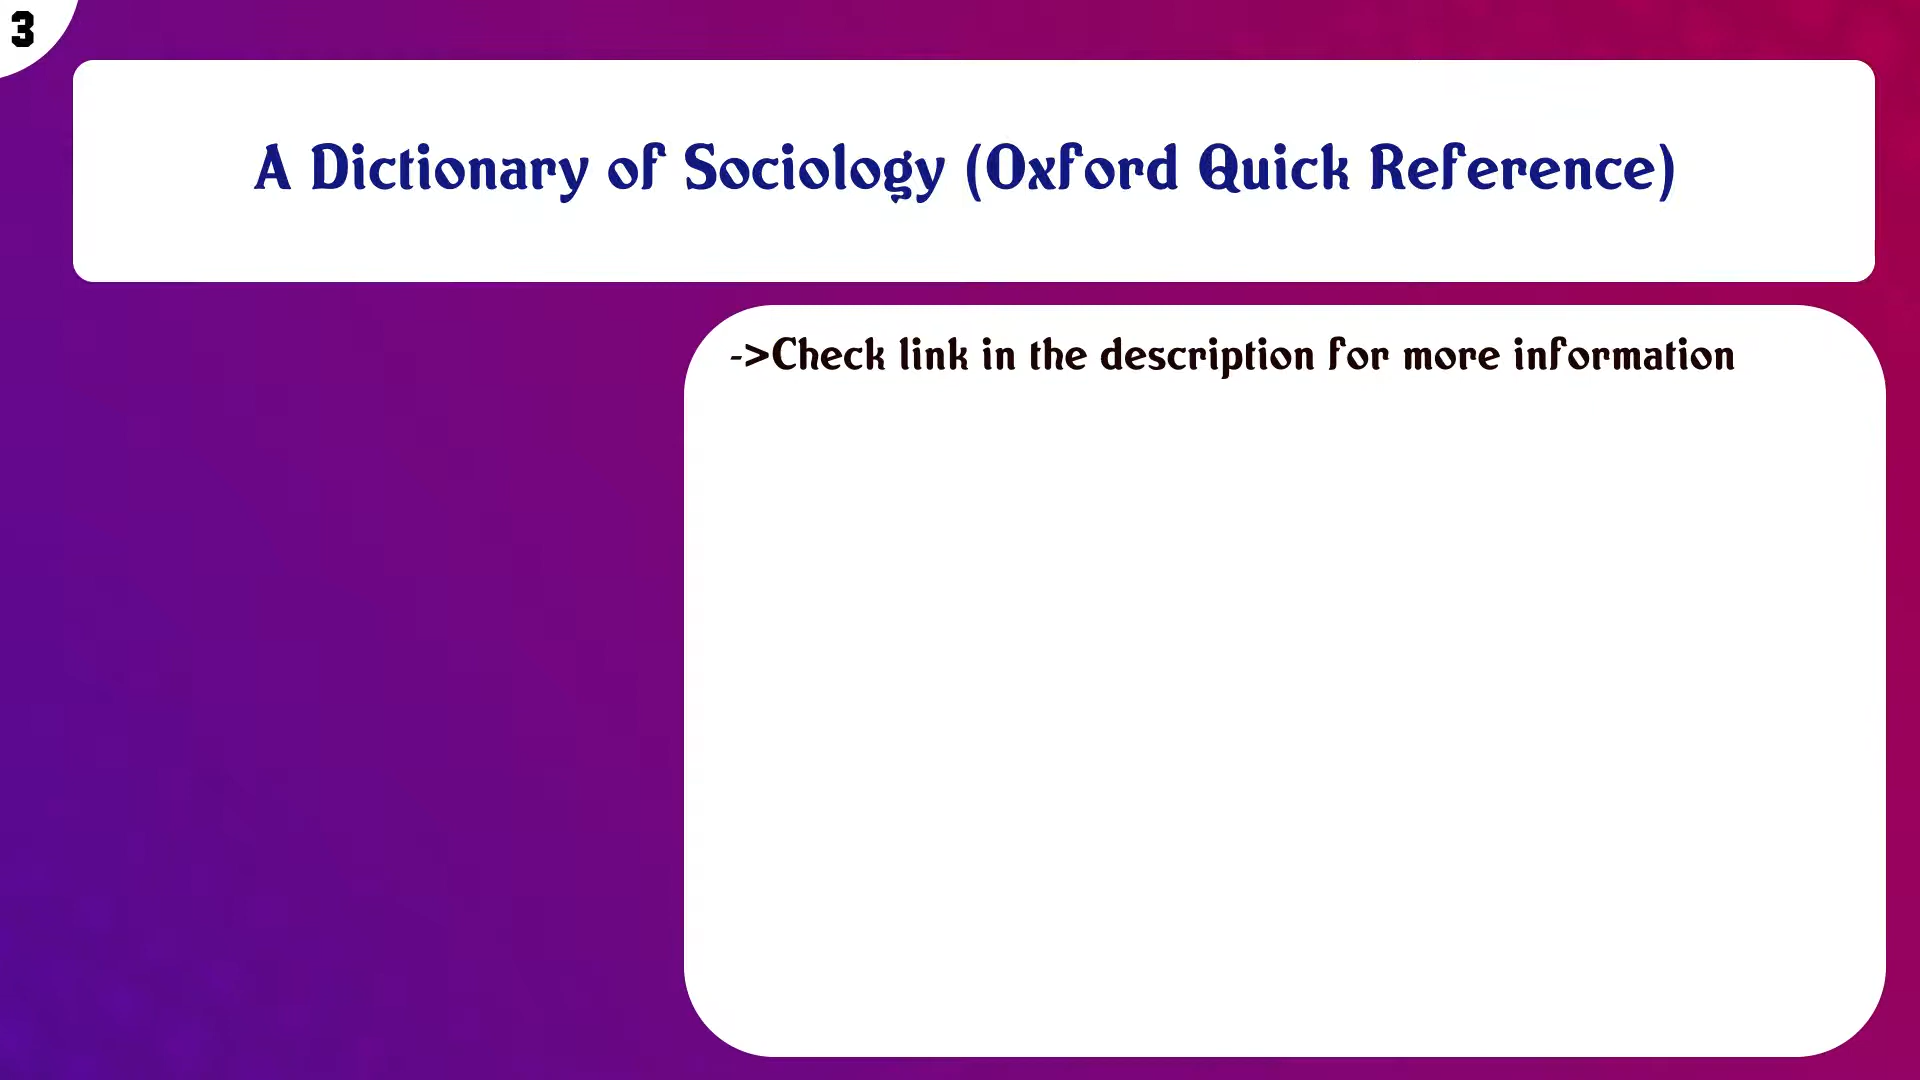 3
A Dictionary of Sociology (Oxford Quick Reference)
->Check link in the description for more information